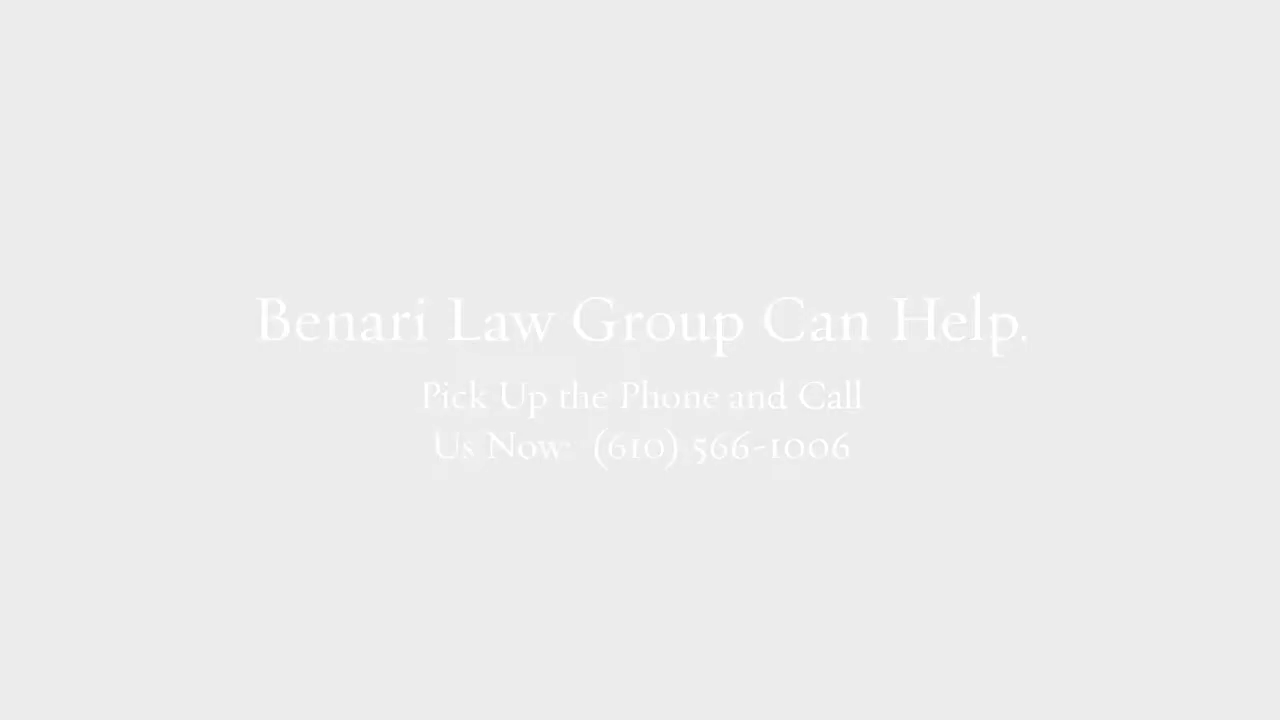 Benari Law Group Can Help.
Pick Up the Phone and Call
Us Now: (610) 566-1006